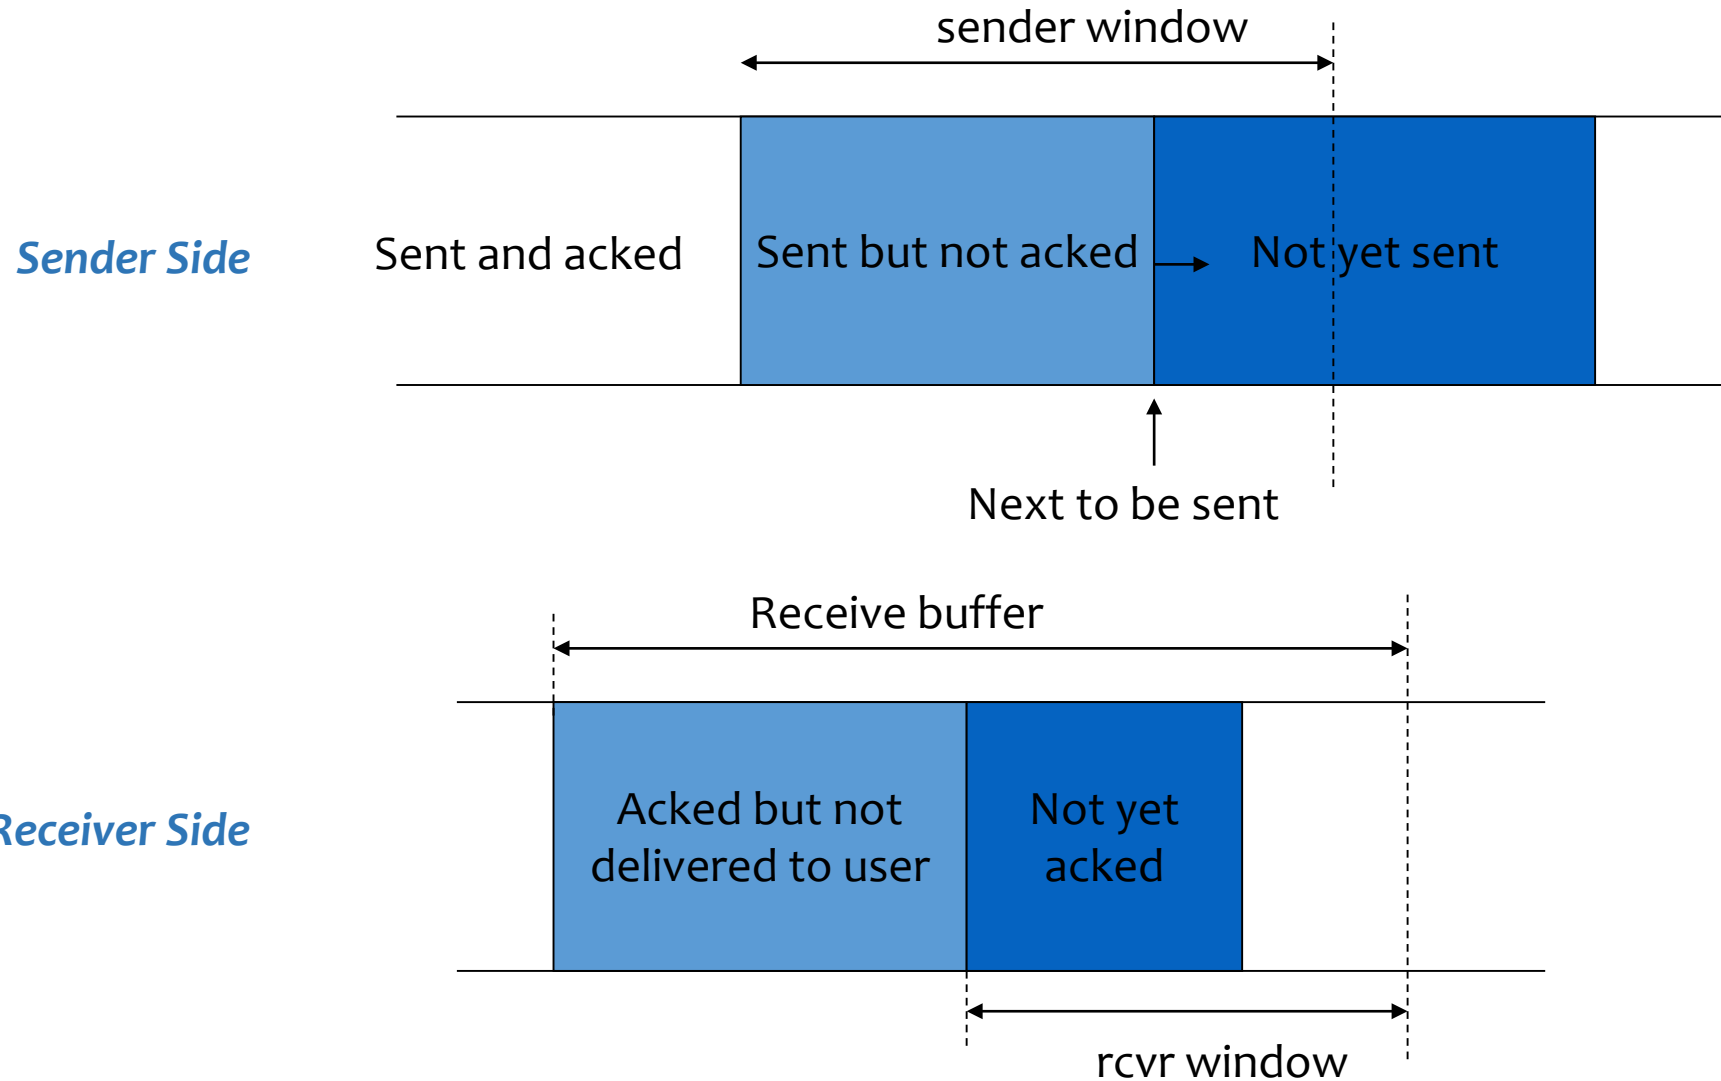 sender window
Sender Side
Sent and acked
Sent but not acked
Not yet sent
Next to be sent
Receive buffer
Receiver Side
Acked but not
delivered to user
Not yet
acked
rcvr window